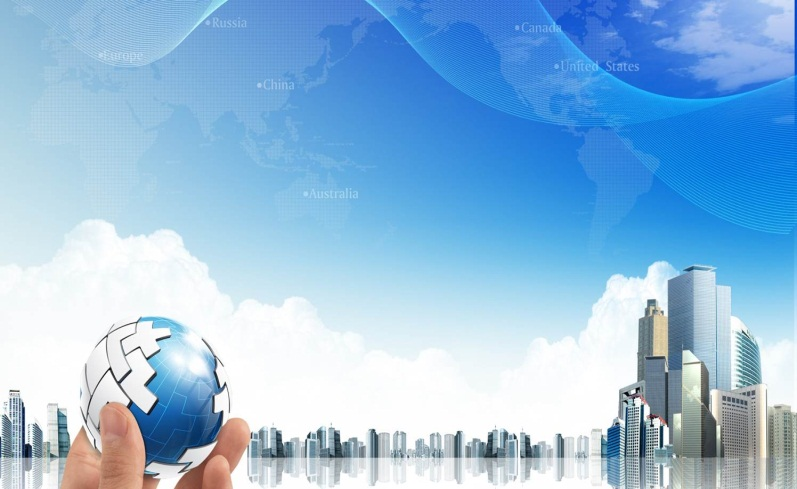 Russia
Canada
Europe
United States
China
Australia